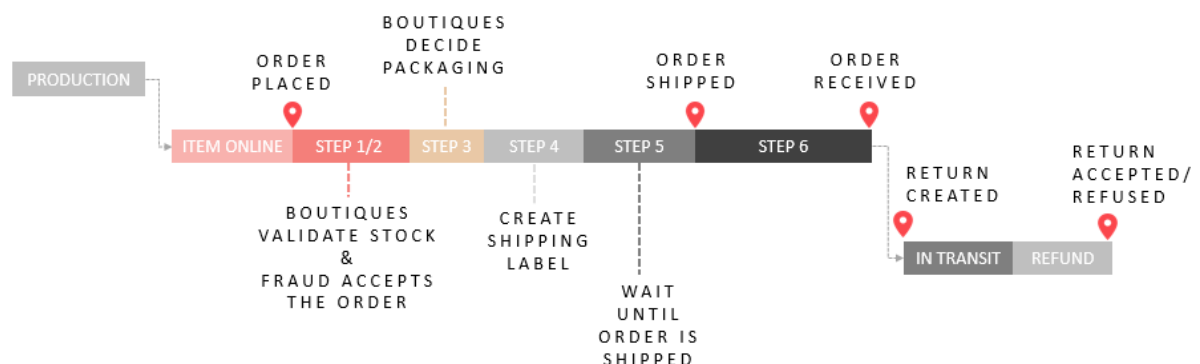 BOUTIQUES
DECIDE
PACKAGING
ORDER
PLACED
ORDER
SHIPPED
ORDER
RECEIVED
PRODUCTION
ITEM ONLINE
STEP 1/2
STEP 3
STEP 4
STEP 5
STEP 6
BOUTIQUES
VALIDATE STOCK
&
FRAUD ACCEPTS
THE ORDER
CREATE
SHIPPING
LABEL
WAIT
UNTIL
ORDER IS
SHIPPED
RETURN
CREATED
RETURN
ACCEPTED/
REFUSED
IN TRANSIT
REFUND